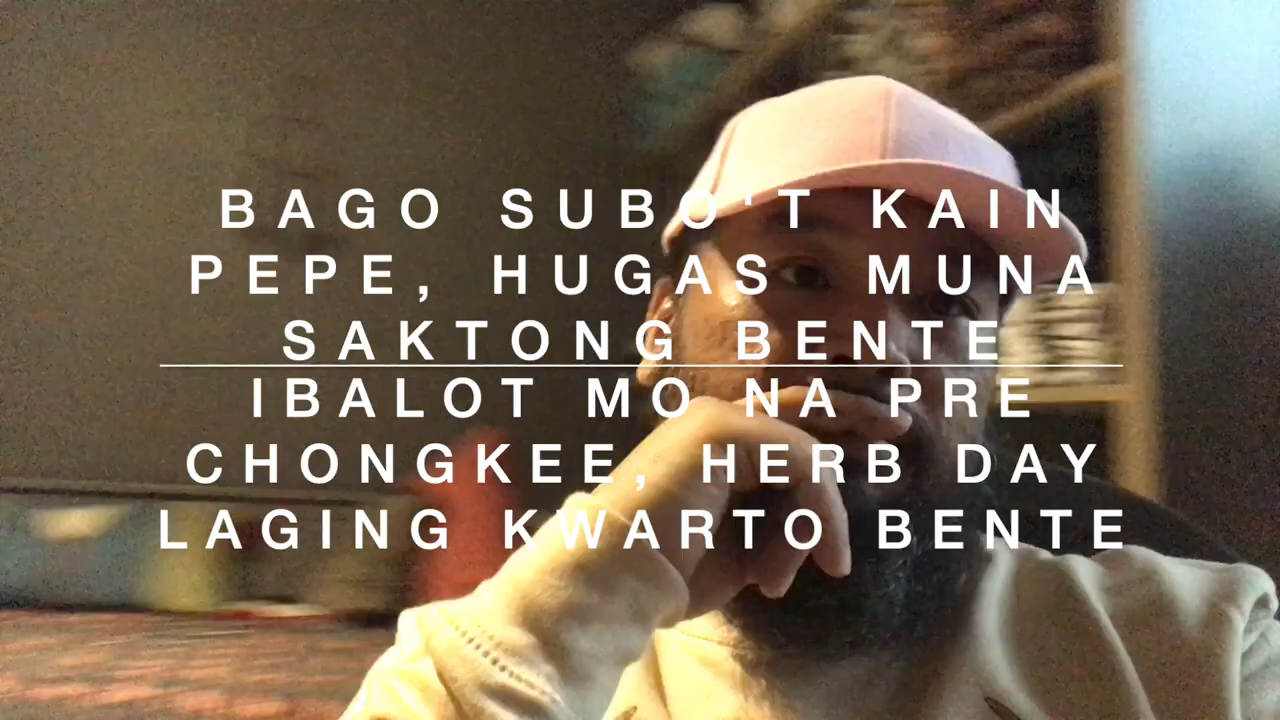 BAGO SUBO'T KAIN
PEPE, HUGAS MUNA
SAKTONG BENTE
IBALOT MO NA PRE
CHONGKEE, HERB DAY
LAGING KWARTO BENTE